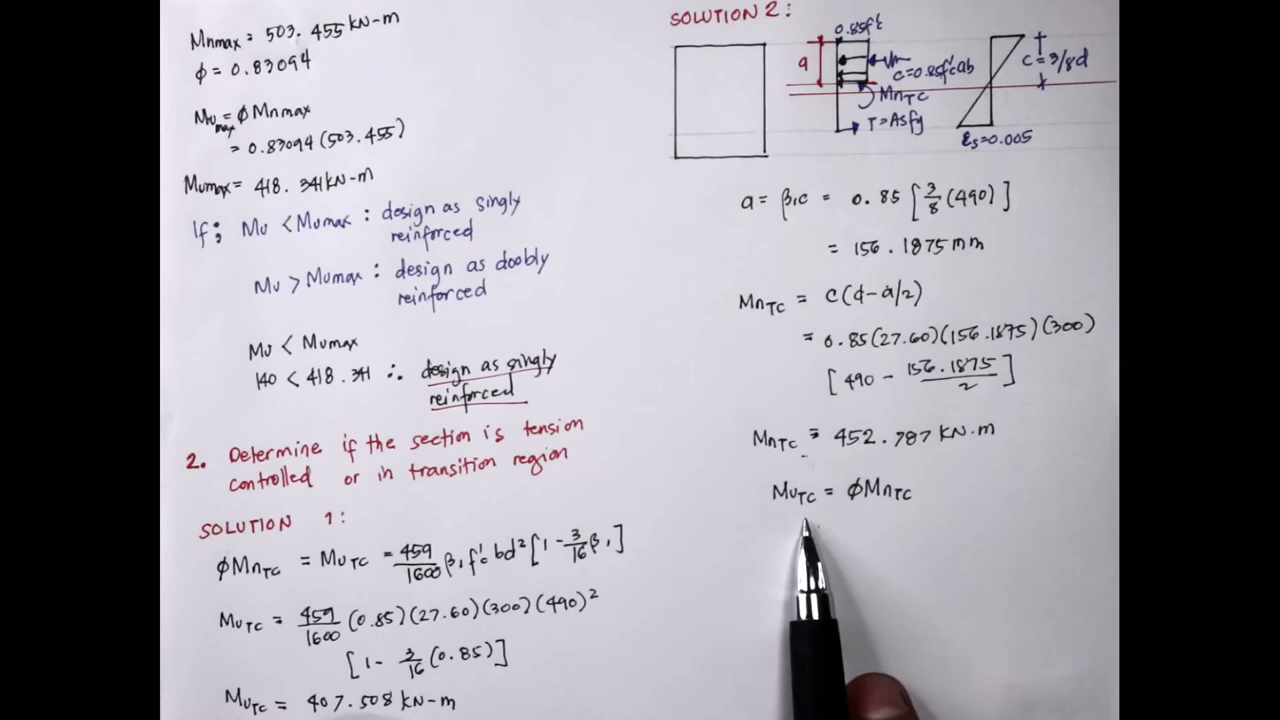 Mnmax = 503.455 KN-m
ϕ = 0.83094
Mumax = ϕ Mnmax
= 0.83094 (503.455)
Mumax = 418.341 KN-m
If; Mu < Mumax : design as singly
reinforced
Mu > Mumax : design as doobly
reinforced
Mu < Mumax
140 < 418.341 ∴ design as singly
reinforced
2. Determine if the section is tension
controlled or in transition region
SOLUTION 1:
ϕMnTC = MuTC = 459/1600 β1 f'c bd² [1 - 3/16 β1]
MuTC = 459/1600 (0.85)(27.60)(300)(490)²
[1 - 3/16 (0.85)]
MuTC = 407.508 KN-m
SOLUTION 2:
0.85f'c
a
C=0.85f'cab
MnTC
T=Asfy
c=3/8d
εs=0.005
a = β1c = 0.85 [3/8 (490)]
= 156.1875 mm
MnTC = C(d-a/2)
= 0.85(27.60)(156.1875)(300)
[490 - 156.1875/2]
MnTC = 452.787 KN.m
MuTC = ϕMnTC